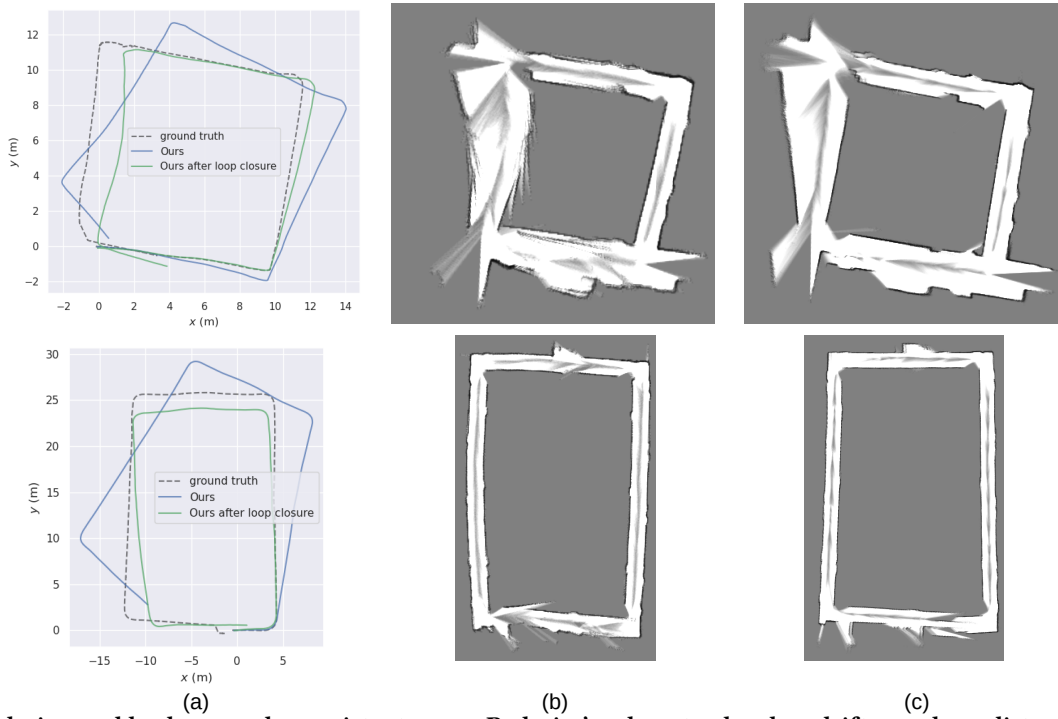 12
10
8
6
4
2
0
−2
y (m)
ground truth
Ours
Ours after loop closure
−2 0 2 4 6 8 10 12 14
x (m)
30
25
20
15
10
5
0
y (m)
ground truth
Ours
Ours after loop closure
−15 −10 −5 0 5
x (m)
(a) (b) (c)